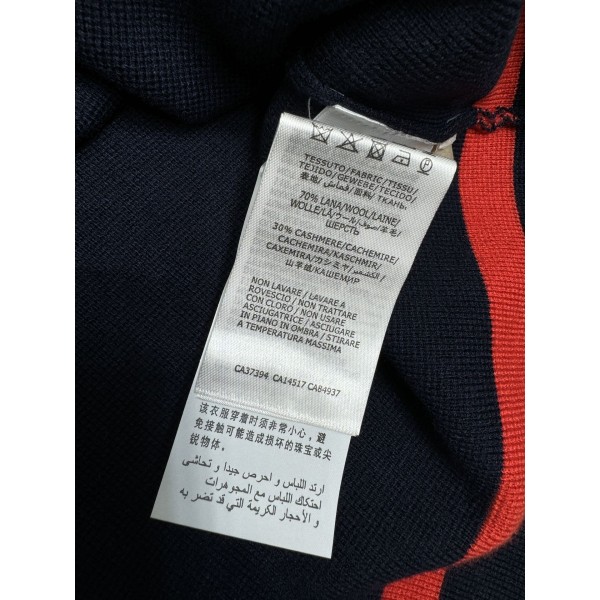 TESSUTO/FABRIC/TISSU/
TEJIDO/GEWEBE/TECIDO/
表地/قماش/面料/ТКАНЬ
70% LANA/WOOL/LAINE/
WOLLE/LÃ/ウール/صوف/羊毛/
ШЕРСТЬ
30% CASHMERE/CACHEMIRE/
CACHEMIRA/KASCHMIR/
CAXEMIRA/カシミヤ/الكشمير/
山羊绒/КАШЕМИР
NON LAVARE / LAVARE A
ROVESCIO / NON TRATTARE
CON CLORO / NON USARE
ASCIUGATRICE / ASCIUGARE
IN PIANO IN OMBRA / STIRARE
A TEMPERATURA MASSIMA
CA37394 CA14517 CAB4937
该衣服穿着时须非常小心，避
免接触可能造成损坏的珠宝或尖
锐物体.
ارتد اللباس و احرص جيدا و تحاشى
احتكاك اللباس مع المجوهرات
و الأحجار الكريمة التي قد تضر به